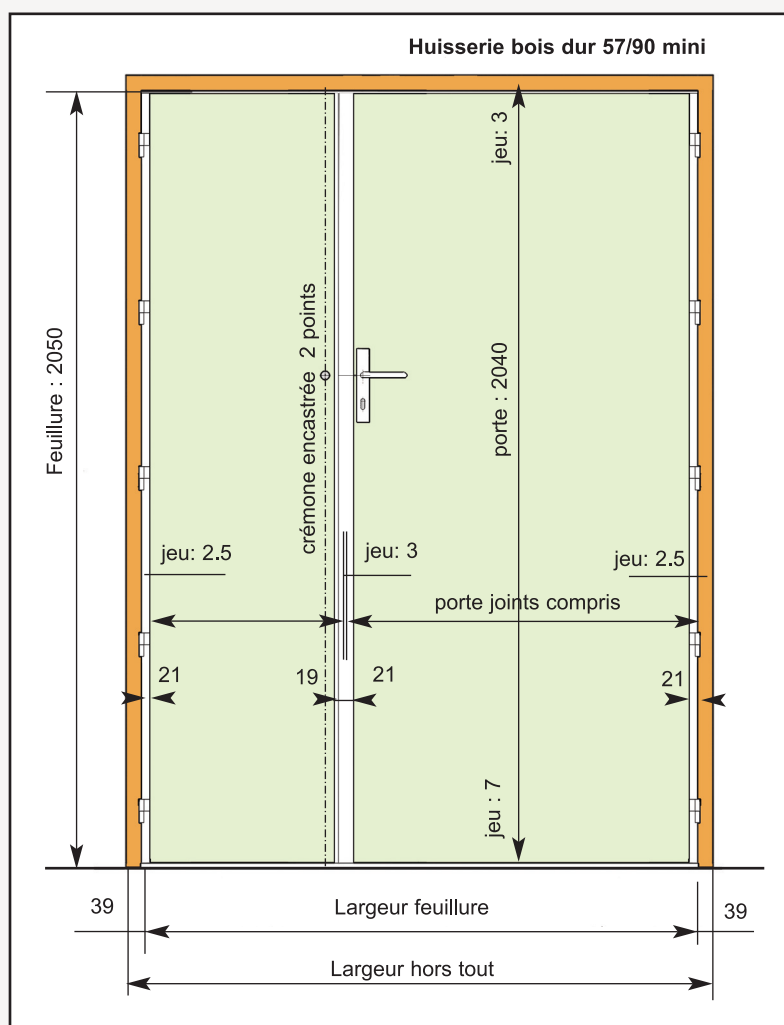 Huisserie bois dur 57/90 mini
jeu: 3
Feuillure : 2050
crémone encastrée 2 points
porte : 2040
jeu: 2.5
jeu: 3
jeu: 2.5
porte joints compris
21
19
21
21
jeu : 7
39
Largeur feuillure
39
Largeur hors tout